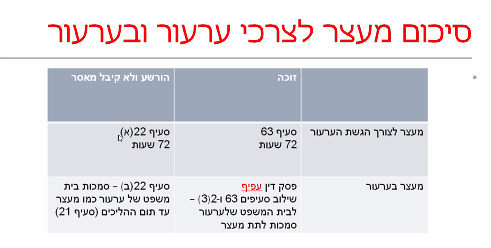 סיכום מעצר לצרכי ערעור ובערעור
זוכה
הורשע ולא קיבל מאסר
מעצר לצורך הגשת הערעור
סעיף 63
72 שעות
סעיף 22(א)
72 שעות
מעצר בערעור
פסק דין עפיף
שילוב סעיפים 63 ו-2(3) –
לבית המשפט שלערעור
סמכות לתת מעצר
סעיף 22(ב) – סמכות בית
משפט של ערעור כמו מעצר
עד תום ההליכים (סעיף 21)